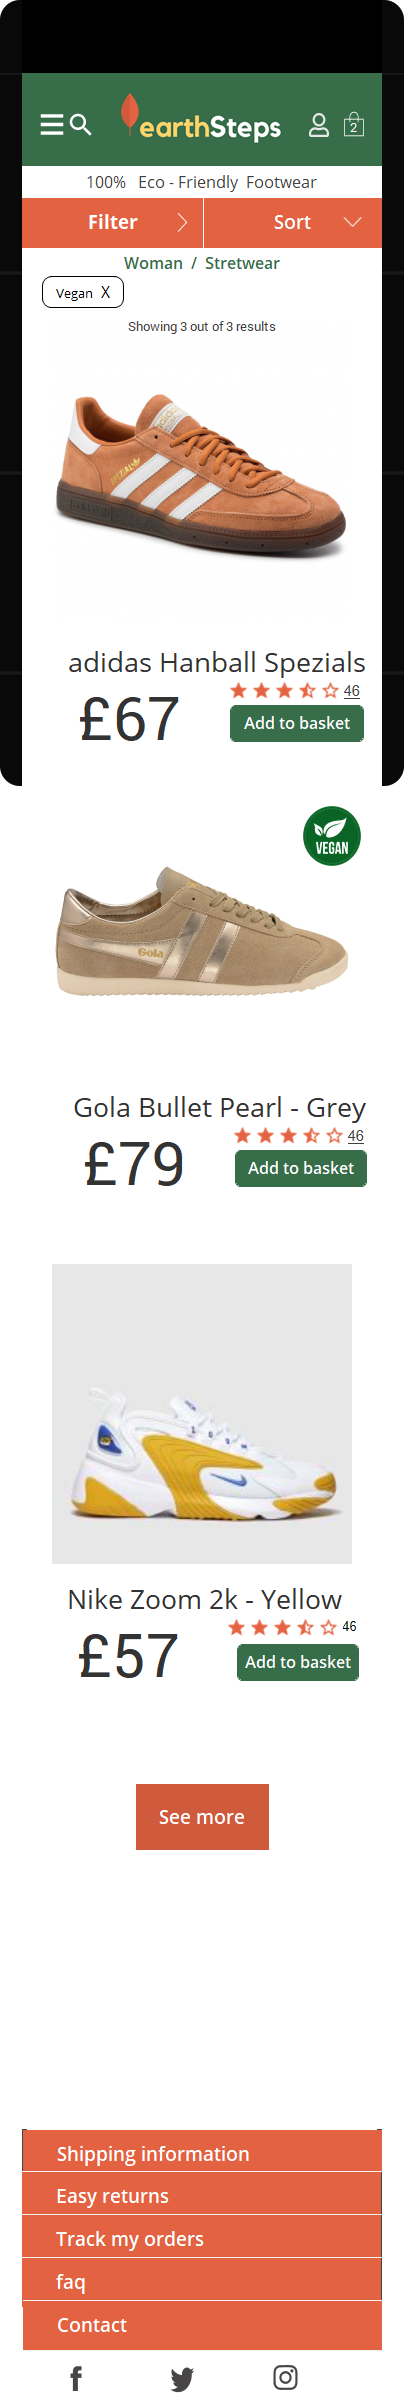 earthSteps
2
100% Eco - Friendly Footwear
Filter
Sort
Woman / Stretwear
Vegan X
Showing 3 out of 3 results
SPEZIAL
adidas Hanball Spezials
46
£67
Add to basket
VEGAN
Gola
Gola Bullet Pearl - Grey
46
£79
Add to basket
Nike Zoom 2k - Yellow
46
£57
Add to basket
See more
Shipping information
Easy returns
Track my orders
faq
Contact